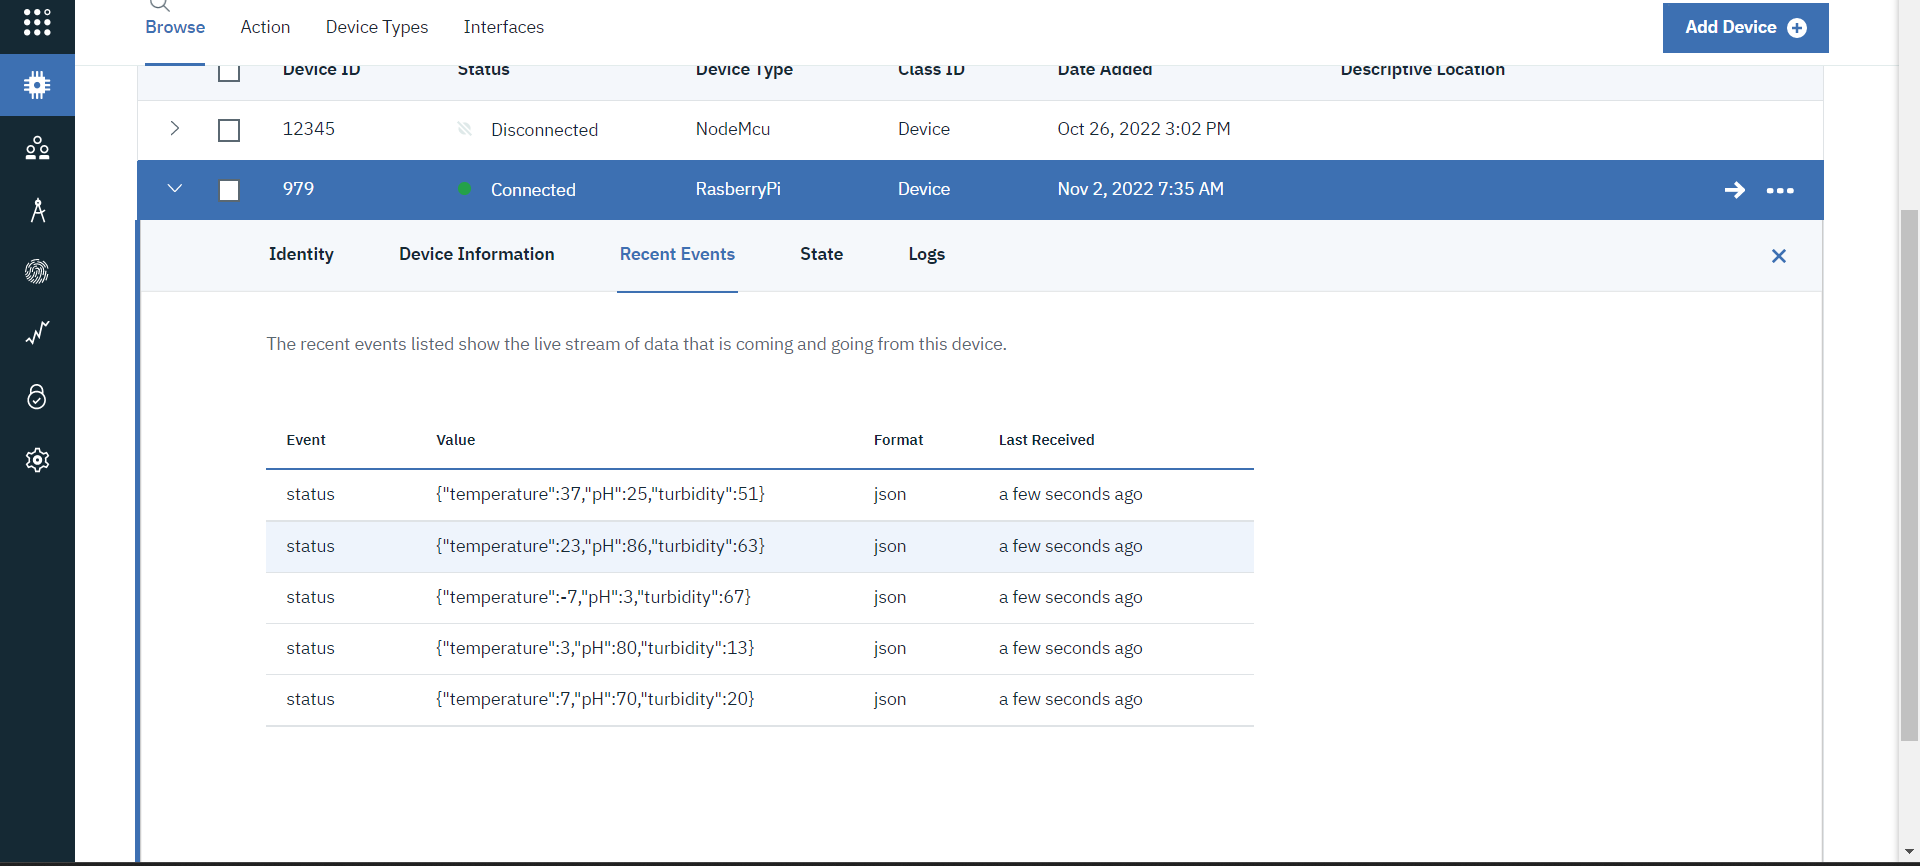 Browse Action Device Types Interfaces Add Device
Device ID Status Device Type Class ID Date Added Descriptive Location
12345 Disconnected NodeMcu Device Oct 26, 2022 3:02 PM
979 Connected RasberryPi Device Nov 2, 2022 7:35 AM
Identity Device Information Recent Events State Logs
The recent events listed show the live stream of data that is coming and going from this device.
Event Value Format Last Received
status {"temperature":37,"pH":25,"turbidity":51} json a few seconds ago
status {"temperature":23,"pH":86,"turbidity":63} json a few seconds ago
status {"temperature":-7,"pH":3,"turbidity":67} json a few seconds ago
status {"temperature":3,"pH":80,"turbidity":13} json a few seconds ago
status {"temperature":7,"pH":70,"turbidity":20} json a few seconds ago